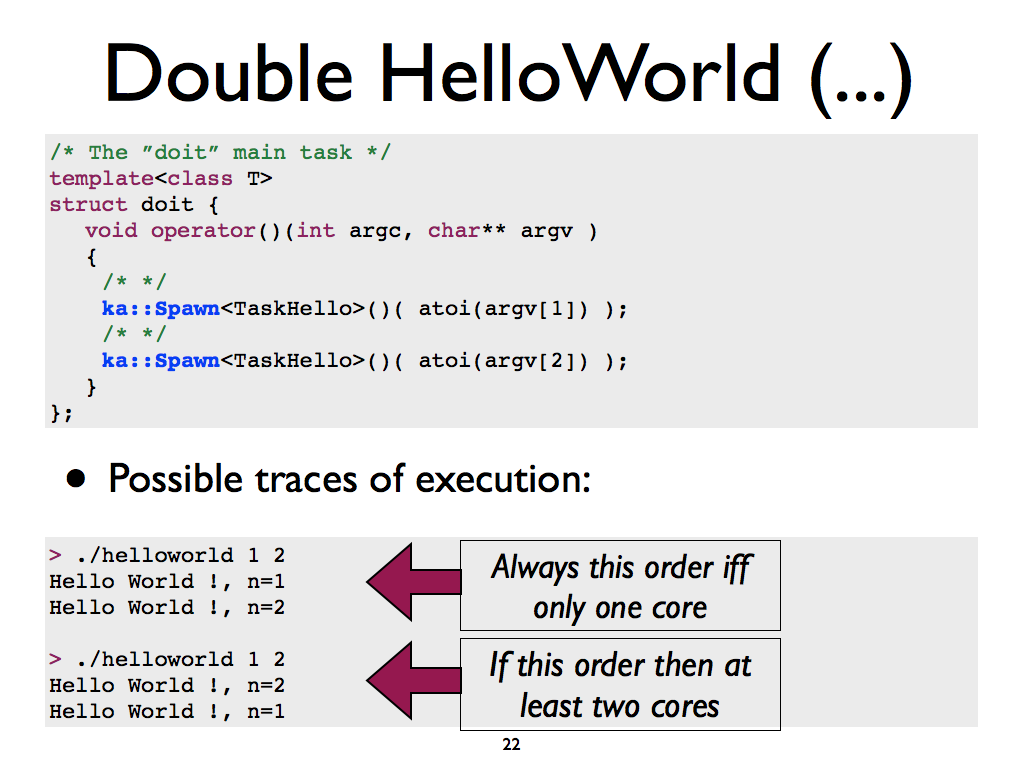 Double HelloWorld (...)
/* The ”doit” main task */
template<class T>
struct doit {
void operator()(int argc, char** argv )
{
/* */
ka::Spawn<TaskHello>()( atoi(argv[1]) );
/* */
ka::Spawn<TaskHello>()( atoi(argv[2]) );
}
};
• Possible traces of execution:
> ./helloworld 1 2
Hello World !, n=1
Hello World !, n=2
Always this order iff
only one core
> ./helloworld 1 2
Hello World !, n=2
Hello World !, n=1
If this order then at
least two cores
22